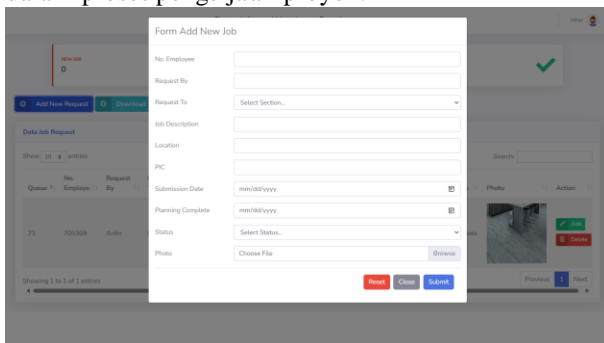 Form Add New Job
NEW JOB
0
No. Employee
Request By
Request To Select Section...
Job Description
Location
PIC
Submission Date mm/dd/yyyy
Planning Complete mm/dd/yyyy
Status Select Status...
Photo Choose File Browse
Reset Close Submit
Add New Request Download
Data Job Request
Show 10 entries Search:
Queue No. Employe Request By Photo Action
73 705309
Edit
Delete
Showing 1 to 1 of 1 entries Previous 1 Next